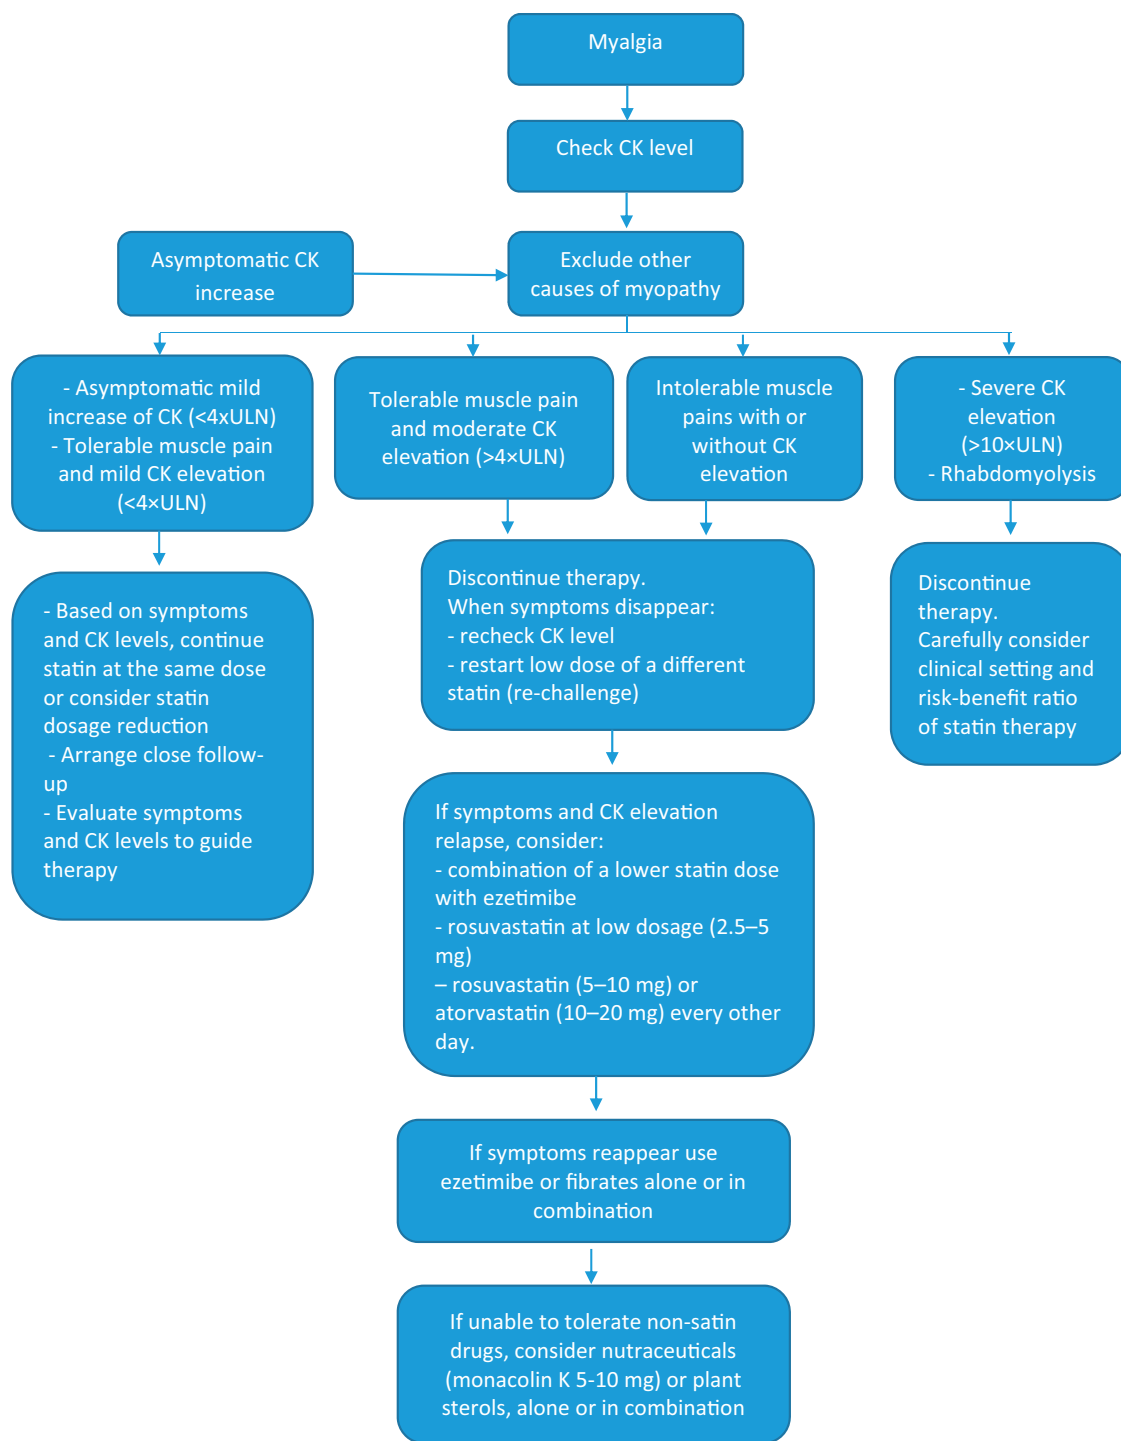 Myalgia
Check CK level
Asymptomatic CK
increase
Exclude other
causes of myopathy
- Asymptomatic mild
increase of CK (<4xULN)
- Tolerable muscle pain
and mild CK elevation
(<4×ULN)
Tolerable muscle pain
and moderate CK
elevation (>4×ULN)
Intolerable muscle
pains with or
without CK
elevation
- Severe CK
elevation
(>10×ULN)
- Rhabdomyolysis
- Based on symptoms
and CK levels, continue
statin at the same dose
or consider statin
dosage reduction
- Arrange close follow-
up
- Evaluate symptoms
and CK levels to guide
therapy
Discontinue therapy.
When symptoms disappear:
- recheck CK level
- restart low dose of a different
statin (re-challenge)
Discontinue
therapy.
Carefully consider
clinical setting and
risk-benefit ratio
of statin therapy
If symptoms and CK elevation
relapse, consider:
- combination of a lower statin dose
with ezetimibe
- rosuvastatin at low dosage (2.5–5
mg)
– rosuvastatin (5–10 mg) or
atorvastatin (10–20 mg) every other
day.
If symptoms reappear use
ezetimibe or fibrates alone or in
combination
If unable to tolerate non-satin
drugs, consider nutraceuticals
(monacolin K 5-10 mg) or plant
sterols, alone or in combination